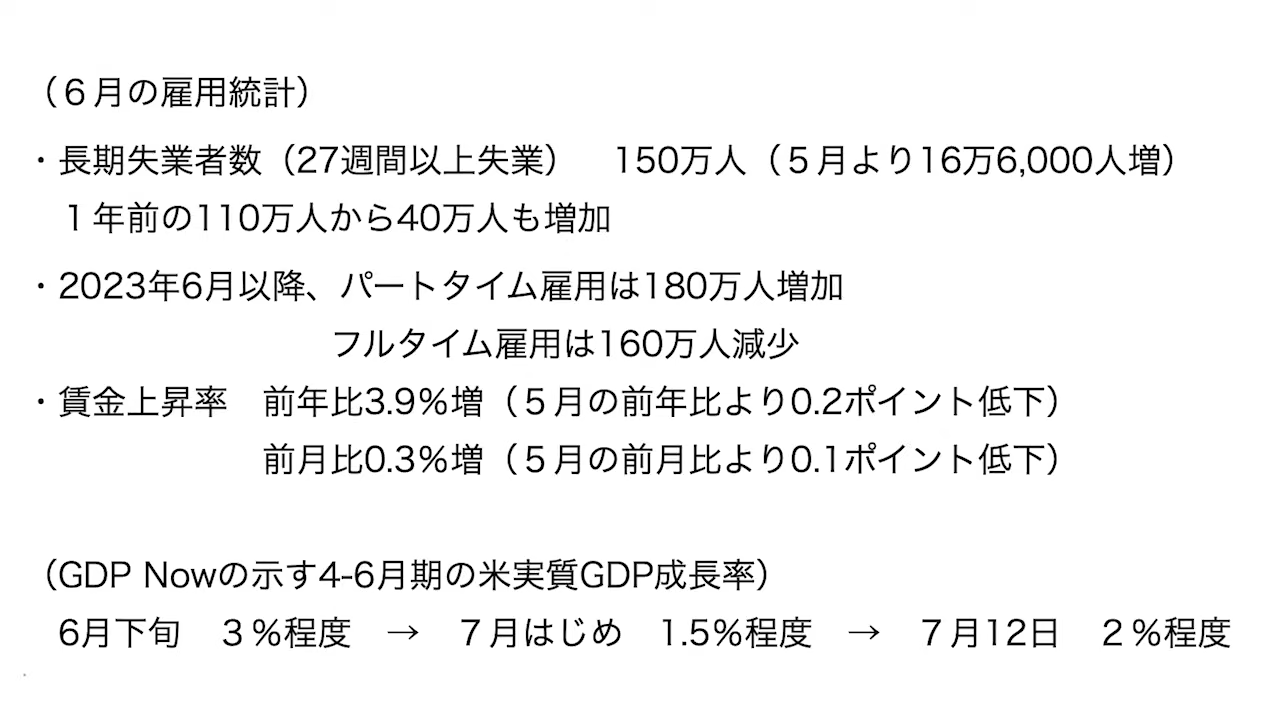 （６月の雇用統計）
・長期失業者数（27週間以上失業）　150万人（５月より16万6,000人増）
１年前の110万人から40万人も増加
・2023年6月以降、パートタイム雇用は180万人増加
フルタイム雇用は160万人減少
・賃金上昇率　前年比3.9％増（５月の前年比より0.2ポイント低下）
前月比0.3％増（５月の前月比より0.1ポイント低下）
（GDP Nowの示す4-6月期の米実質GDP成長率）
6月下旬　３％程度　→　７月はじめ　1.5％程度　→　７月12日　２％程度